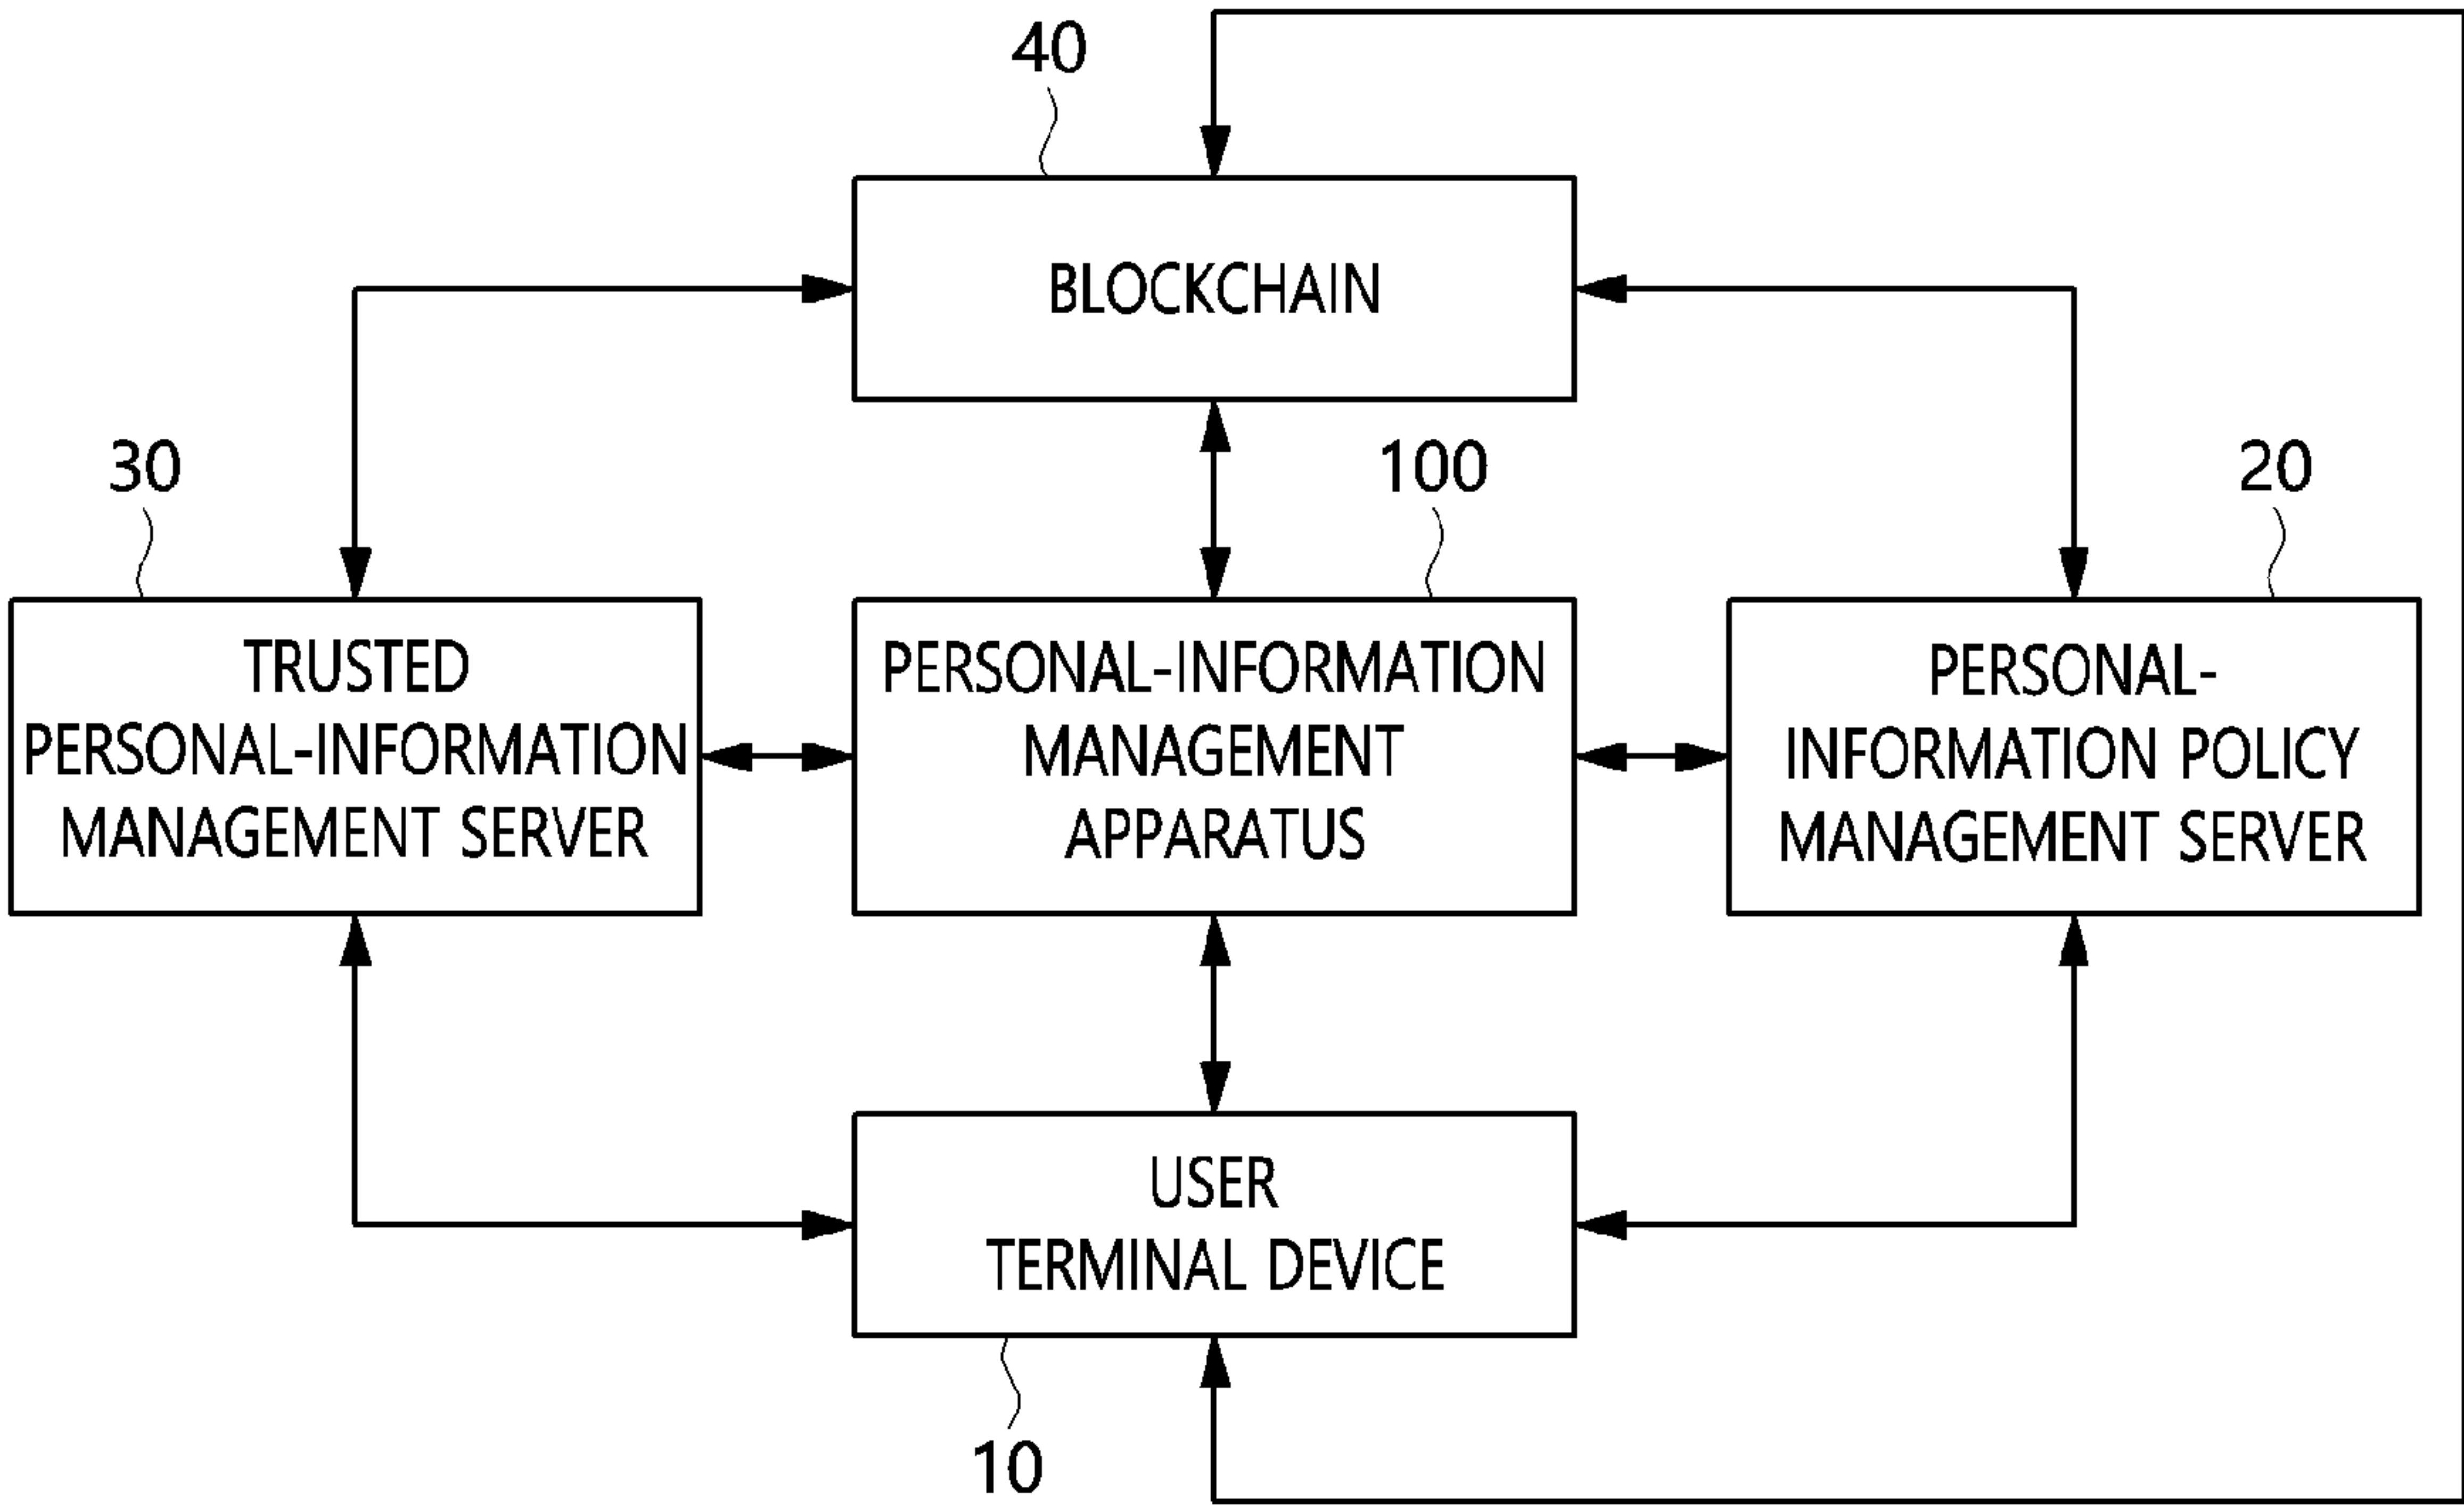 40
BLOCKCHAIN
30
100
20
TRUSTED
PERSONAL-INFORMATION
MANAGEMENT SERVER
PERSONAL-INFORMATION
MANAGEMENT
APPARATUS
PERSONAL-
INFORMATION POLICY
MANAGEMENT SERVER
USER
TERMINAL DEVICE
10